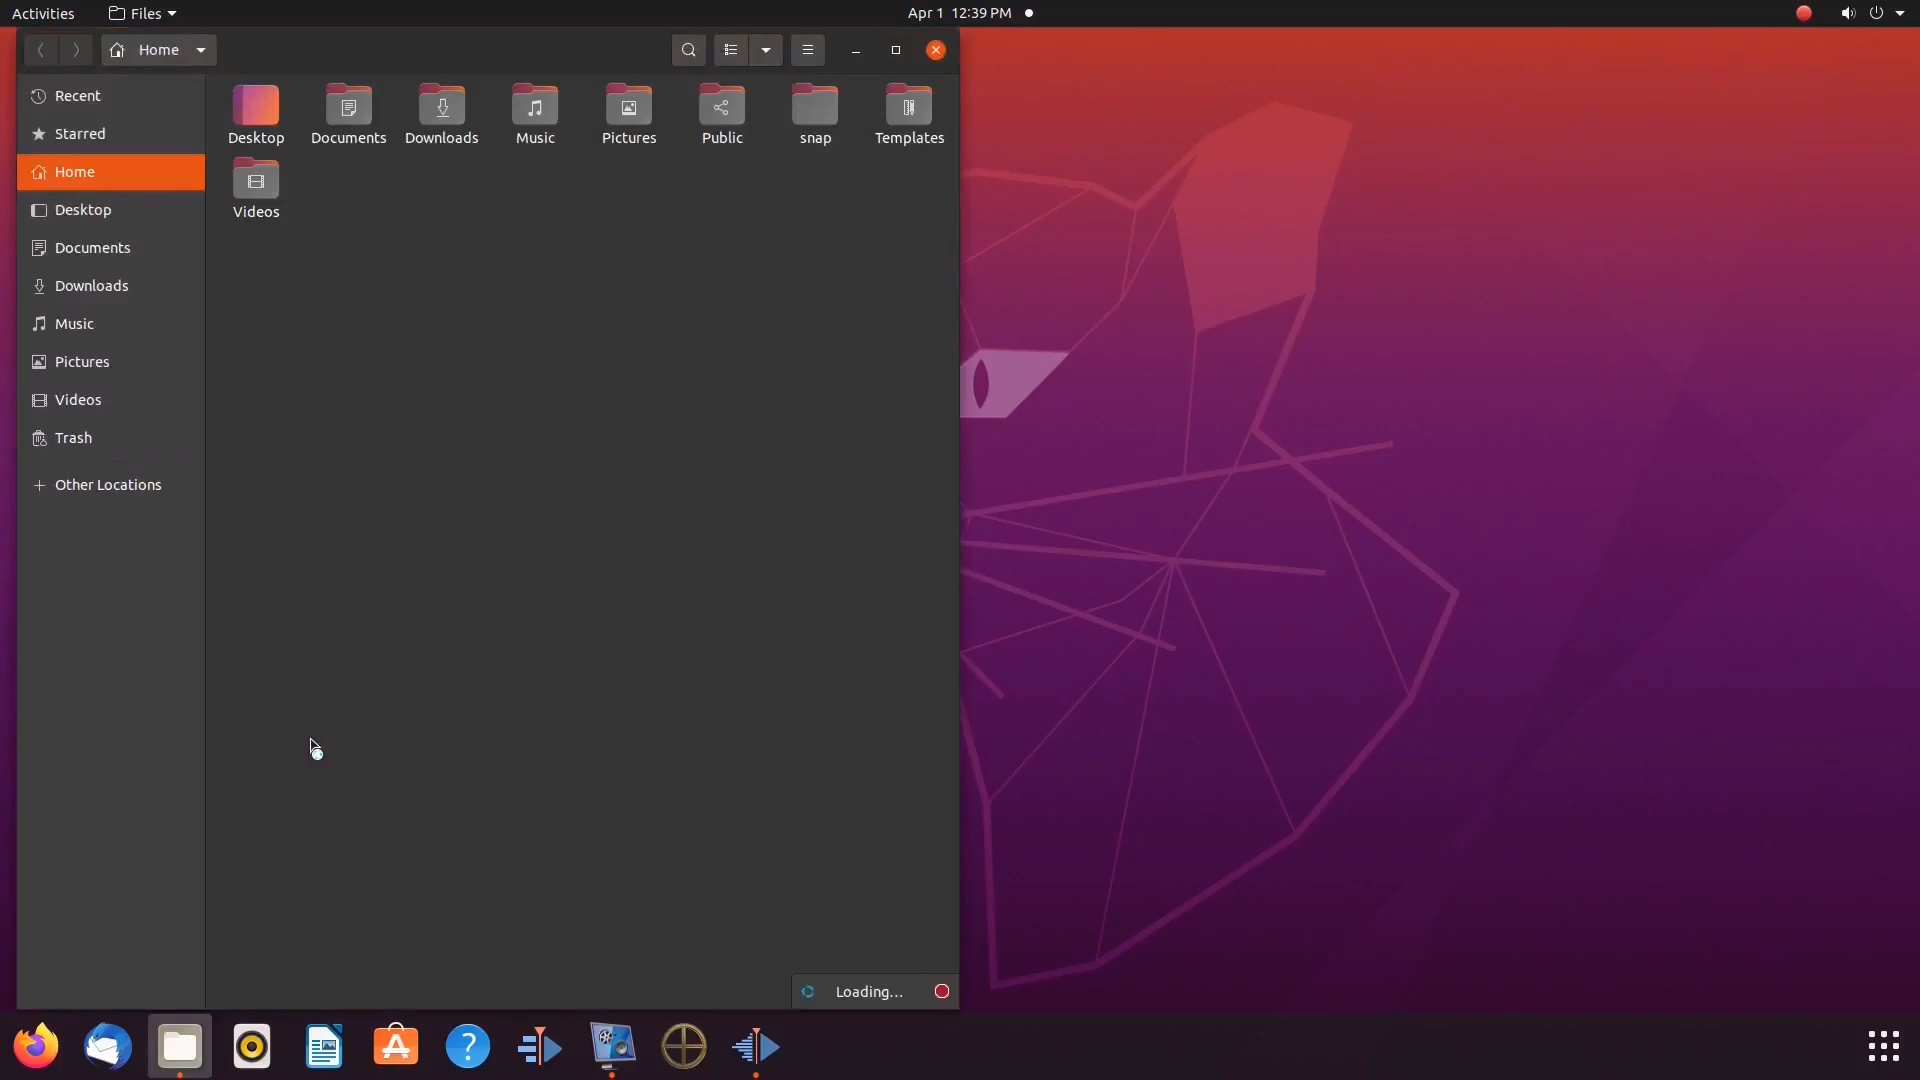 Activities Files Apr 1 12:39 PM
Home
Recent
Starred
Home
Desktop
Documents
Downloads
Music
Pictures
Videos
Trash
Other Locations
Desktop Documents Downloads Music Pictures Public snap Templates
Videos
Loading...